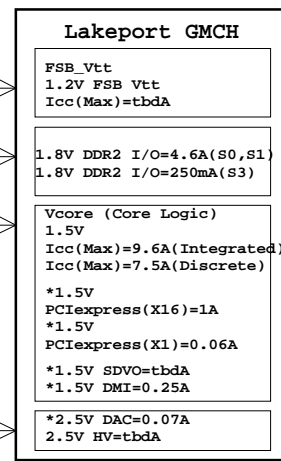 Lakeport GMCH
FSB_Vtt
1.2V FSB Vtt
Icc(Max)=tbdA
1.8V DDR2 I/O=4.6A(S0,S1)
1.8V DDR2 I/O=250mA(S3)
Vcore (Core Logic)
1.5V
Icc(Max)=9.6A(Integrated)
Icc(Max)=7.5A(Discrete)
*1.5V
PCIexpress(X16)=1A
*1.5V
PCIexpress(X1)=0.06A
*1.5V SDVO=tbdA
*1.5V DMI=0.25A
*2.5V DAC=0.07A
2.5V HV=tbdA